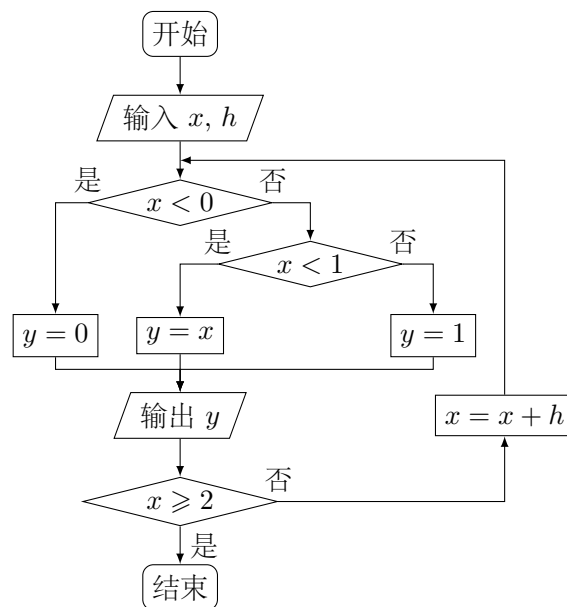 开始
输入 x, h
是
否
x < 0
是
否
x < 1
y = 0
y = x
y = 1
输出 y
x = x + h
否
x ⩾ 2
是
结束